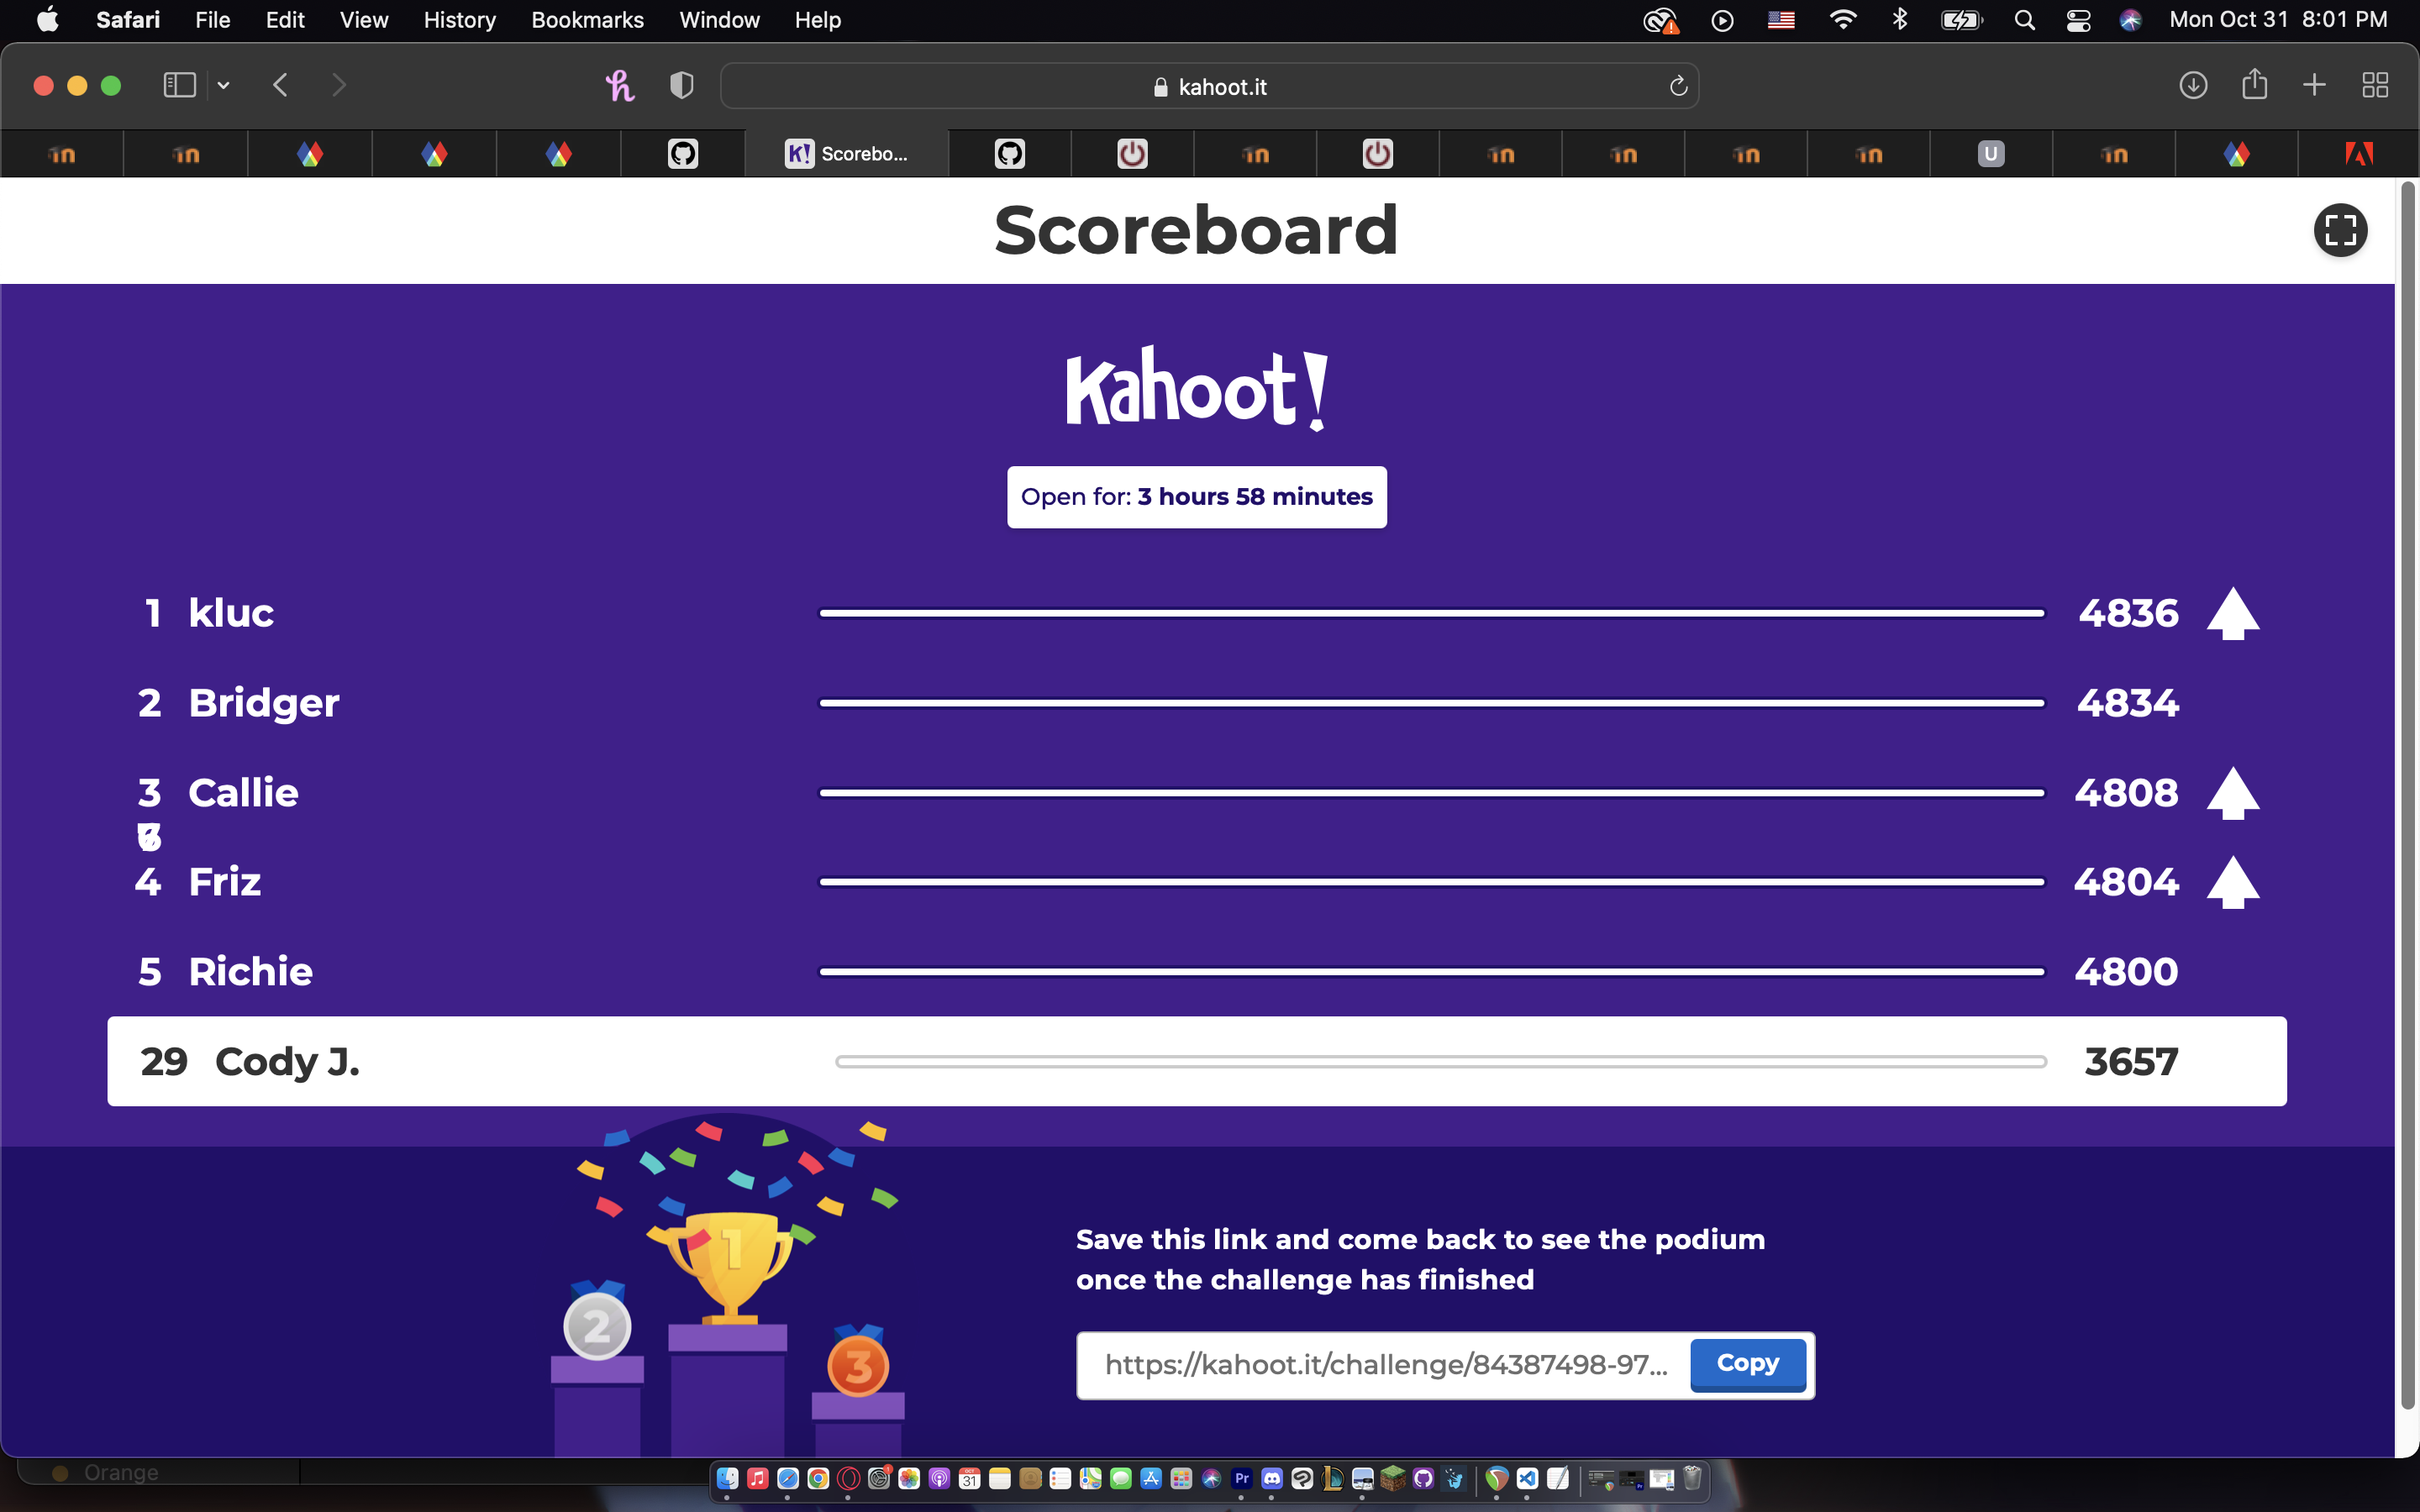 Safari File Edit View History Bookmarks Window Help Mon Oct 31 8:01 PM
kahoot.it
K! Scorebo... U
Scoreboard
Kahoot!
Open for: 3 hours 58 minutes
1 kluc 4836
2 Bridger 4834
3 Callie 4808
4 Friz 4804
5 Richie 4800
29 Cody J. 3657
1
2
3
Save this link and come back to see the podium
once the challenge has finished
https://kahoot.it/challenge/84387498-97... Copy
Orange
31 Pr